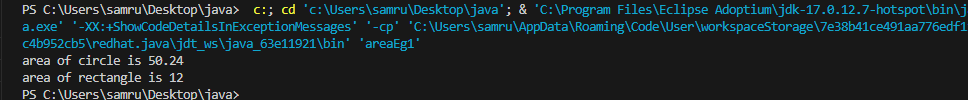 PS C:\Users\samru\Desktop\java>  c:; cd 'c:\Users\samru\Desktop\java'; & 'C:\Program Files\Eclipse Adoptium\jdk-17.0.12.7-hotspot\bin\j
a.exe' '-XX:+ShowCodeDetailsInExceptionMessages' '-cp' 'C:\Users\samru\AppData\Roaming\Code\User\workspaceStorage\7e38b41ce491aa776edf1
c4b952cb5\redhat.java\jdt_ws\java_63e11921\bin' 'areaEg1'
area of circle is 50.24
area of rectangle is 12
PS C:\Users\samru\Desktop\java>